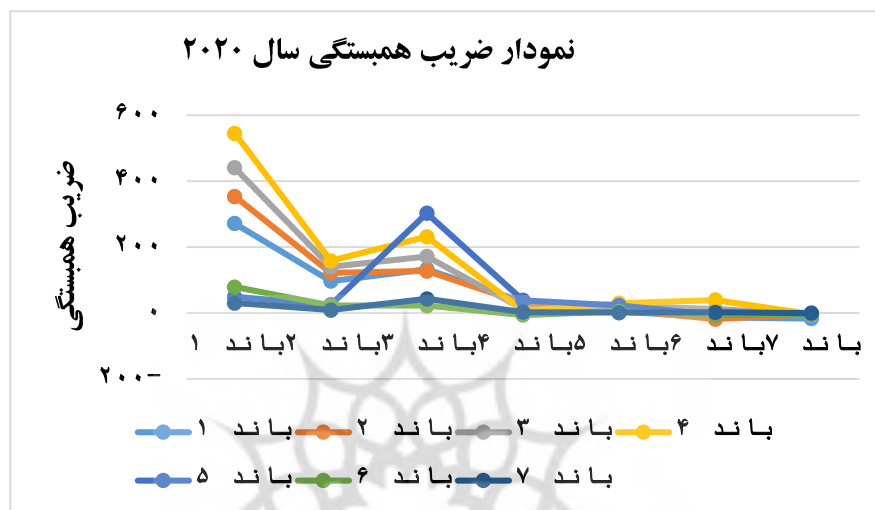 نمودار ضریب همبستگی سال ۲۰۲۰
ضریب همبستگی
۶۰۰
۴۰۰
۲۰۰
۰
-۲۰۰
باند ۱ باند ۲ باند ۳ باند ۴ باند ۵ باند ۶ باند ۷
باند ۱ باند ۲ باند ۳ باند ۴
باند ۵ باند ۶ باند ۷